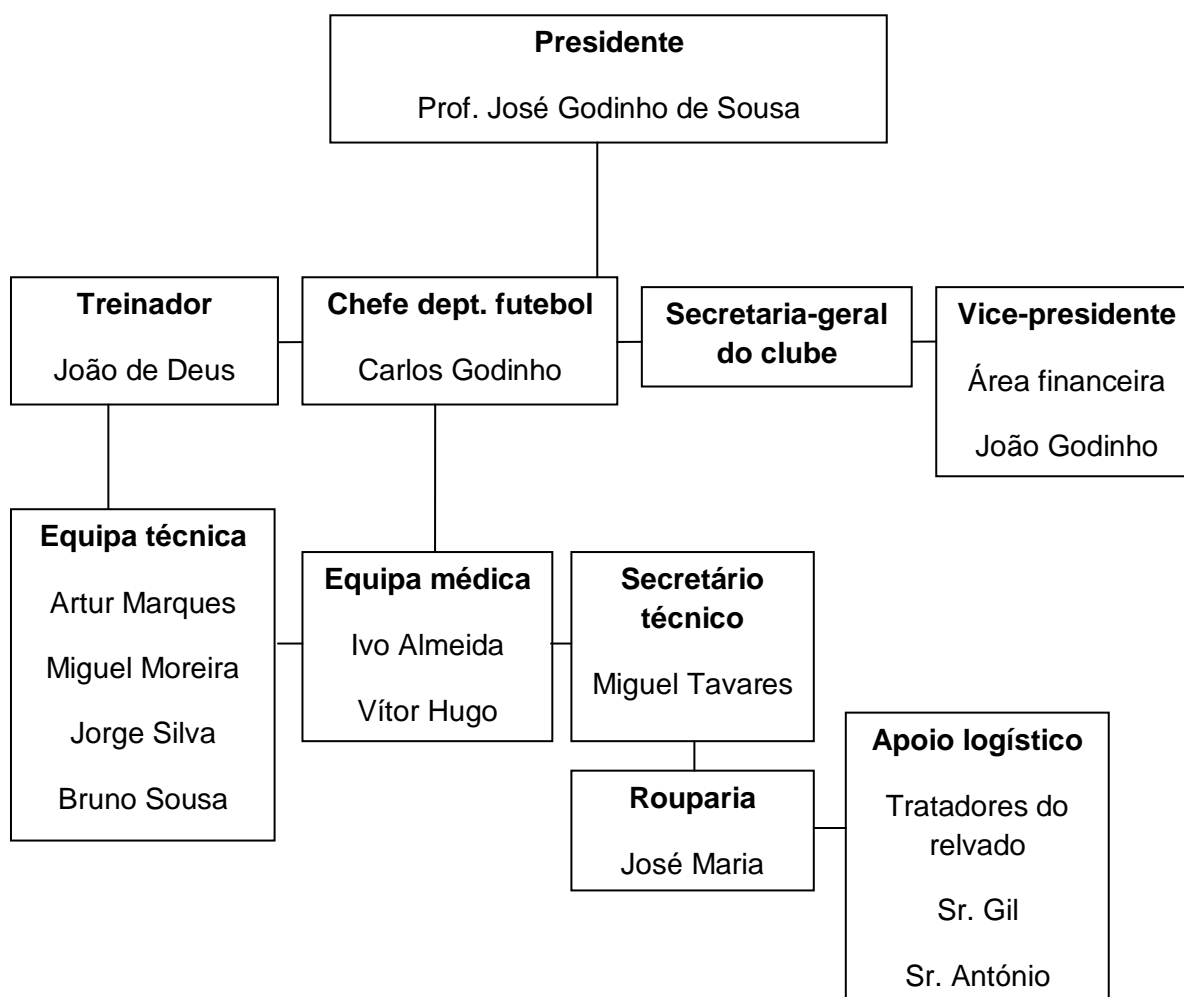 Presidente
Prof. José Godinho de Sousa
Treinador
João de Deus
Chefe dept. futebol
Carlos Godinho
Secretaria-geral
do clube
Vice-presidente
Área financeira
João Godinho
Equipa técnica
Artur Marques
Miguel Moreira
Jorge Silva
Bruno Sousa
Equipa médica
Ivo Almeida
Vítor Hugo
Secretário
técnico
Miguel Tavares
Rouparia
José Maria
Apoio logístico
Tratadores do
relvado
Sr. Gil
Sr. António